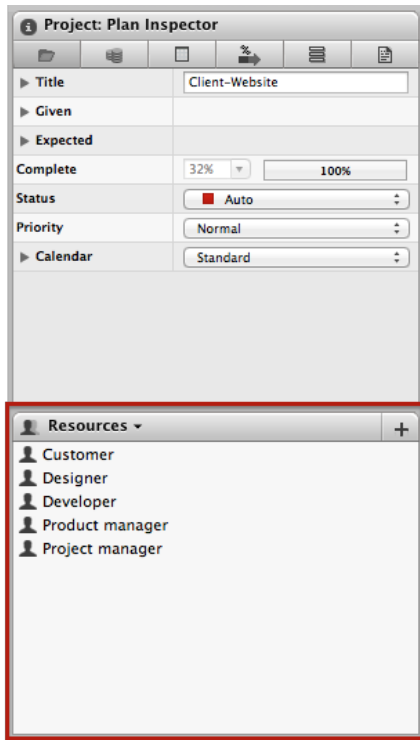 Project: Plan Inspector
%
Title Client-Website
Given
Expected
Complete 32% 100%
Status Auto
Priority Normal
Calendar Standard
Resources +
Customer
Designer
Developer
Product manager
Project manager